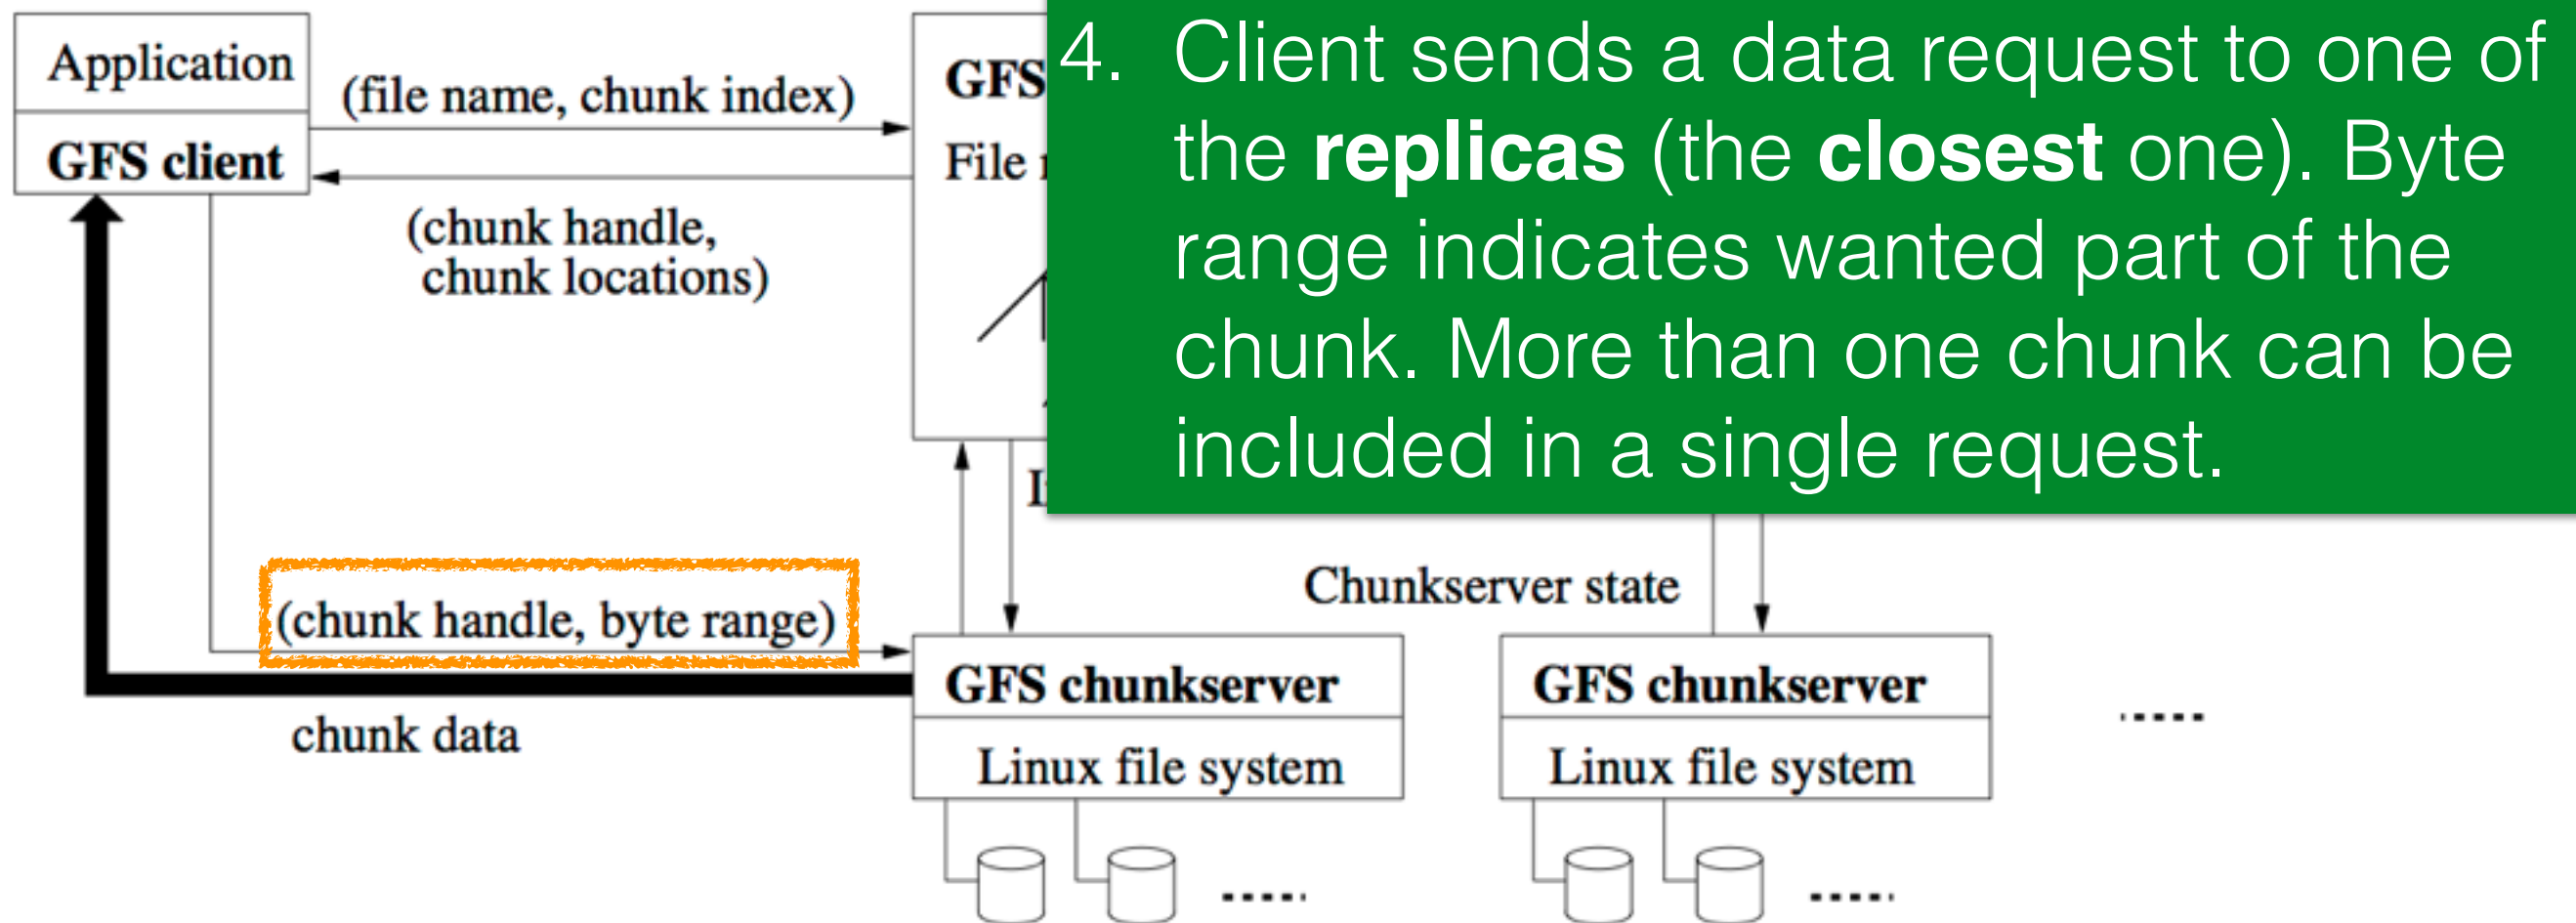 Application
GFS client
(file name, chunk index)
(chunk handle,
chunk locations)
GFS
File
4. Client sends a data request to one of
the replicas (the closest one). Byte
range indicates wanted part of the
chunk. More than one chunk can be
included in a single request.
Chunkserver state
(chunk handle, byte range)
chunk data
GFS chunkserver
Linux file system
GFS chunkserver
Linux file system